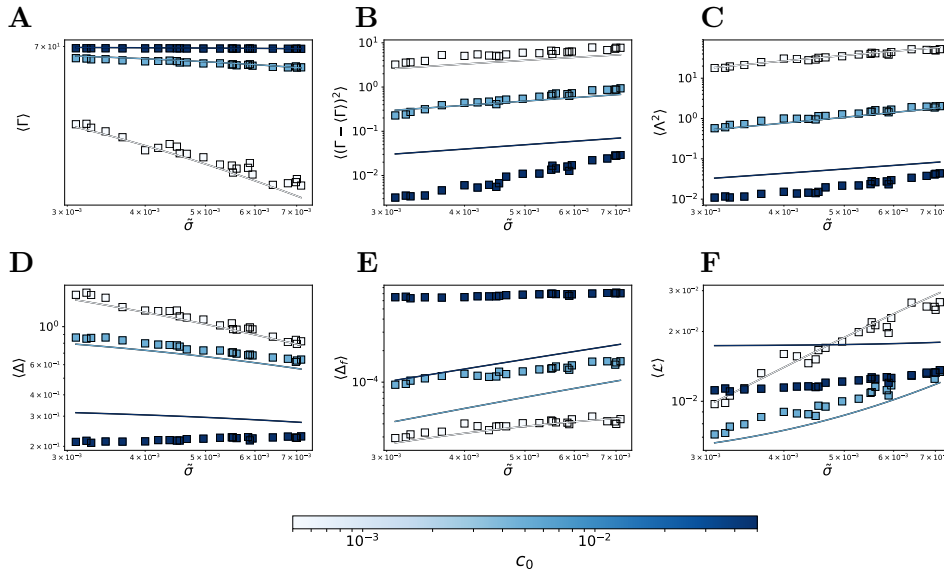 A
B
C
⟨Γ⟩
7 × 10¹
3 × 10⁻³
4 × 10⁻³
5 × 10⁻³
6 × 10⁻³
7 × 10⁻³
σ̃
⟨(Γ − ⟨Γ⟩)²⟩
10¹
10⁰
10⁻¹
10⁻²
3 × 10⁻³
4 × 10⁻³
5 × 10⁻³
6 × 10⁻³
7 × 10⁻³
σ̃
⟨Λ²⟩
10¹
10⁰
10⁻¹
10⁻²
3 × 10⁻³
4 × 10⁻³
5 × 10⁻³
6 × 10⁻³
7 × 10⁻³
σ̃
D
E
F
⟨Δ⟩
10⁰
6 × 10⁻¹
4 × 10⁻¹
3 × 10⁻¹
2 × 10⁻¹
3 × 10⁻³
4 × 10⁻³
5 × 10⁻³
6 × 10⁻³
7 × 10⁻³
σ̃
⟨Δ_f⟩
10⁻⁴
3 × 10⁻³
4 × 10⁻³
5 × 10⁻³
6 × 10⁻³
7 × 10⁻³
σ̃
⟨ℒ⟩
3 × 10⁻²
2 × 10⁻²
10⁻²
3 × 10⁻³
4 × 10⁻³
5 × 10⁻³
6 × 10⁻³
7 × 10⁻³
σ̃
10⁻³
10⁻²
c₀